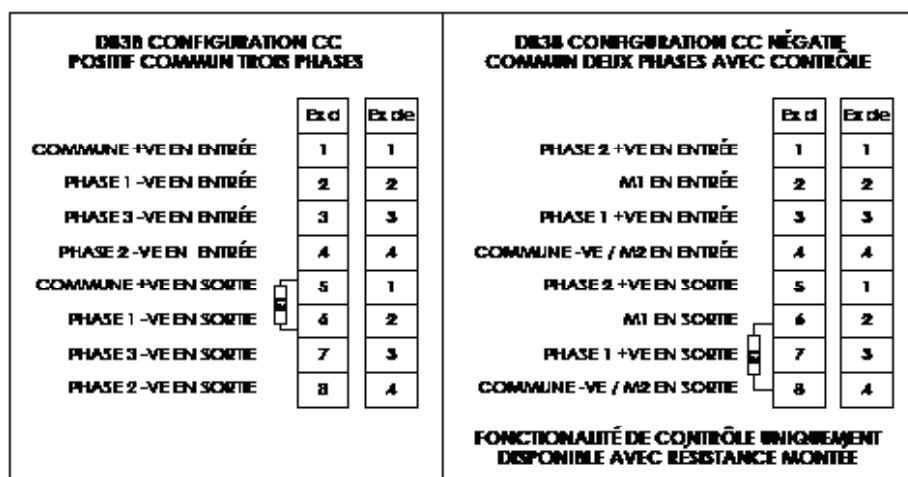 DB3B CONFIGURATION CC
POSITIF COMMUN TROIS PHASES
Ex d Ex de
COMMUNE +VE EN ENTRÉE 1 1
PHASE 1 -VE EN ENTRÉE 2 2
PHASE 3 -VE EN ENTRÉE 3 3
PHASE 2 -VE EN ENTRÉE 4 4
COMMUNE +VE EN SORTIE 5 1
PHASE 1 -VE EN SORTIE 6 2
PHASE 3 -VE EN SORTIE 7 3
PHASE 2 -VE EN SORTIE 8 4
DB3B CONFIGURATION CC NÉGATIF
COMMUN DEUX PHASES AVEC CONTRÔLE
Ex d Ex de
PHASE 2 +VE EN ENTRÉE 1 1
M1 EN ENTRÉE 2 2
PHASE 1 +VE EN ENTRÉE 3 3
COMMUNE -VE / M2 EN ENTRÉE 4 4
PHASE 2 +VE EN SORTIE 5 1
M1 EN SORTIE 6 2
PHASE 1 +VE EN SORTIE 7 3
COMMUNE -VE / M2 EN SORTIE 8 4
FONCTIONALITÉ DE CONTRÔLE UNIQUEMENT
DISPONIBLE AVEC RESISTANCE MONTÉE